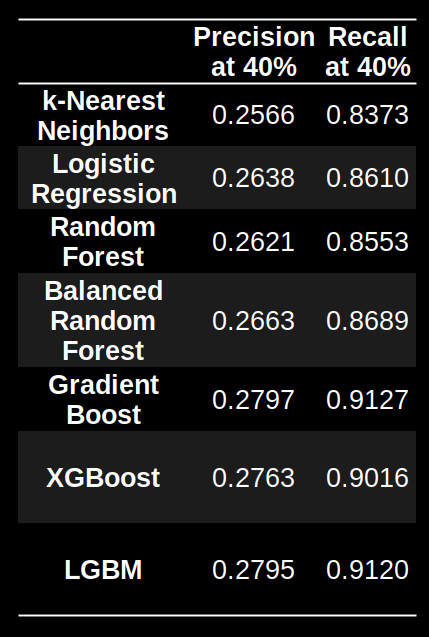 Precision Recall
at 40% at 40%
k-Nearest
Neighbors 0.2566 0.8373
Logistic
Regression 0.2638 0.8610
Random
Forest 0.2621 0.8553
Balanced
Random 0.2663 0.8689
Forest
Gradient
Boost 0.2797 0.9127
XGBoost 0.2763 0.9016
LGBM 0.2795 0.9120